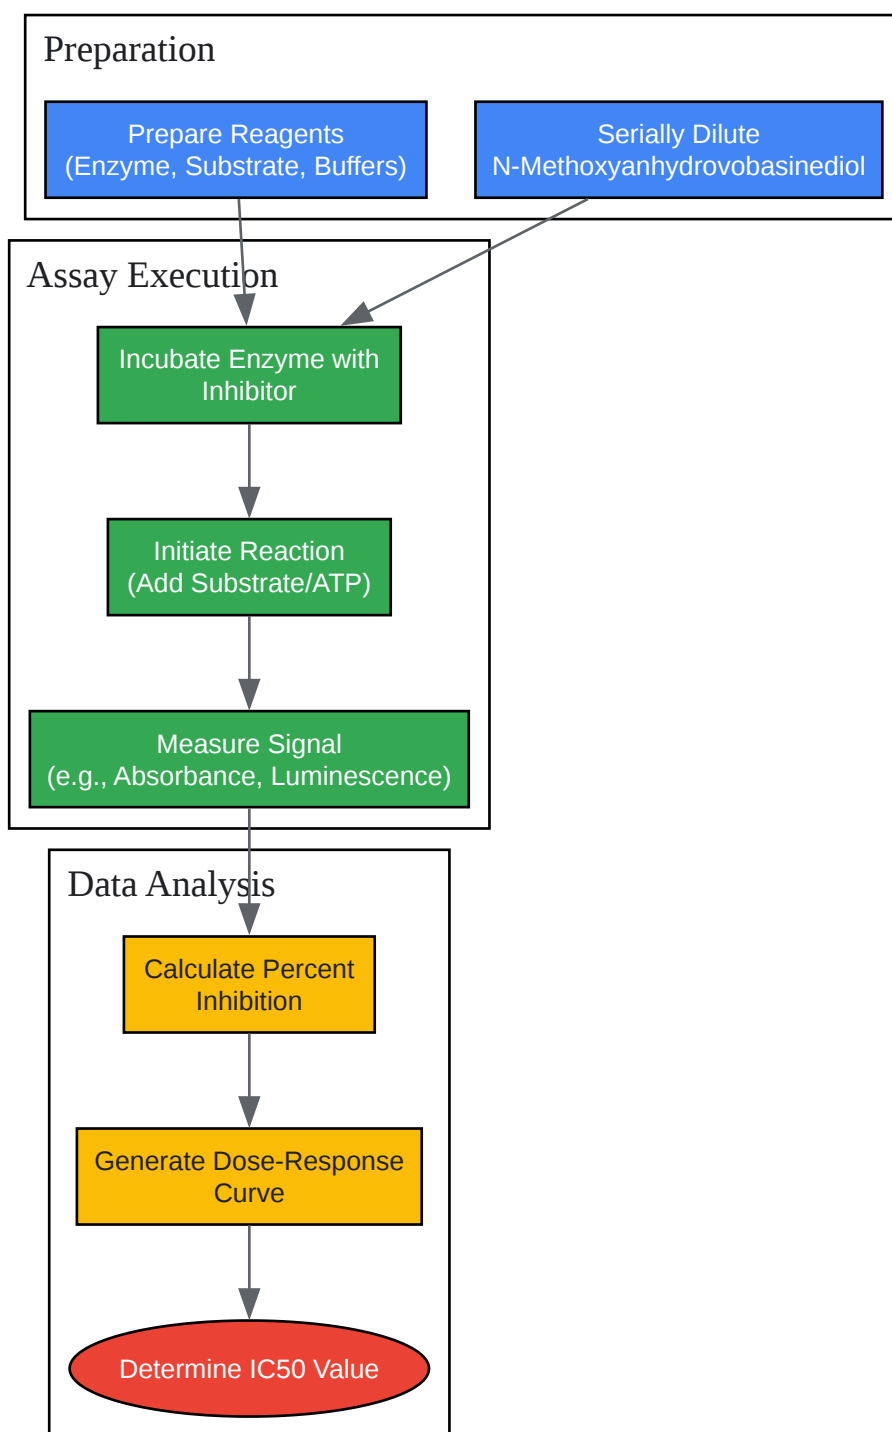 Preparation
Prepare Reagents
(Enzyme, Substrate, Buffers)
Serially Dilute
N-Methoxyanhydrovobasinediol
Assay Execution
Incubate Enzyme with
Inhibitor
Initiate Reaction
(Add Substrate/ATP)
Measure Signal
(e.g., Absorbance, Luminescence)
Data Analysis
Calculate Percent
Inhibition
Generate Dose-Response
Curve
Determine IC50 Value